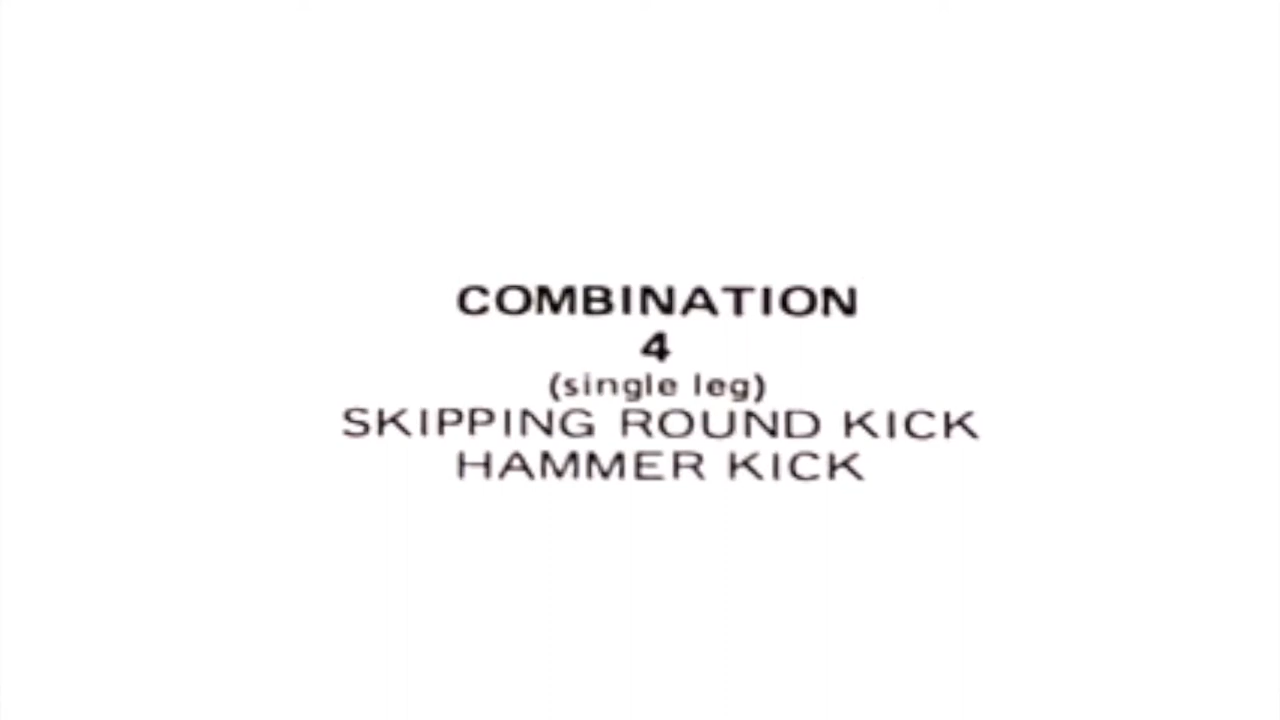 COMBINATION
4
(single leg)
SKIPPING ROUND KICK
HAMMER KICK